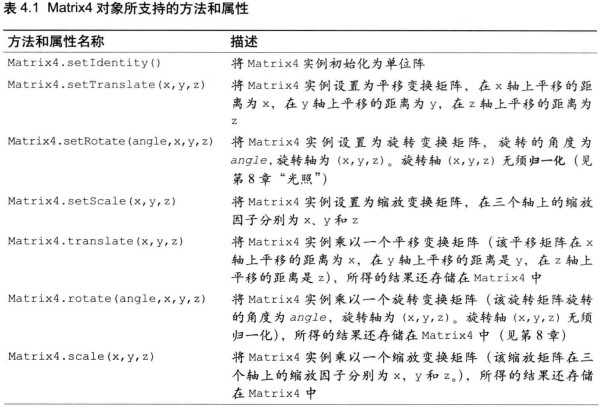 表 4.1 Matrix4 对象所支持的方法和属性
方法和属性名称 描述
Matrix4.setIdentity() 将 Matrix4 实例初始化为单位阵
Matrix4.setTranslate(x,y,z) 将 Matrix4 实例设置为平移变换矩阵，在 x 轴上平移的距
离为 x，在 y 轴上平移的距离为 y，在 z 轴上平移的距离为
z
Matrix4.setRotate(angle,x,y,z) 将 Matrix4 实例设置为旋转变换矩阵，旋转的角度为
angle，旋转轴为 (x,y,z)。旋转轴 (x,y,z) 无须归一化（见
第 8 章“光照”）
Matrix4.setScale(x,y,z) 将 Matrix4 实例设置为缩放变换矩阵，在三个轴上的缩放
因子分别为 x、y 和 z
Matrix4.translate(x,y,z) 将 Matrix4 实例乘以一个平移变换矩阵（该平移矩阵在 x
轴上平移的距离为 x，在 y 轴上平移的距离是 y，在 z 轴上
平移的距离是 z），所得的结果还存储在 Matrix4 中
Matrix4.rotate(angle,x,y,z) 将 Matrix4 实例乘以一个旋转变换矩阵（该旋转矩阵旋转
的角度为 angle，旋转轴为 (x,y,z)。旋转轴 (x,y,z) 无须
归一化），所得的结果还存储在 Matrix4 中（见第 8 章）
Matrix4.scale(x,y,z) 将 Matrix4 实例乘以一个缩放变换矩阵（该缩放矩阵在三
个轴上的缩放因子分别为 x，y 和 z。），所得的结果还存储
在 Matrix4 中